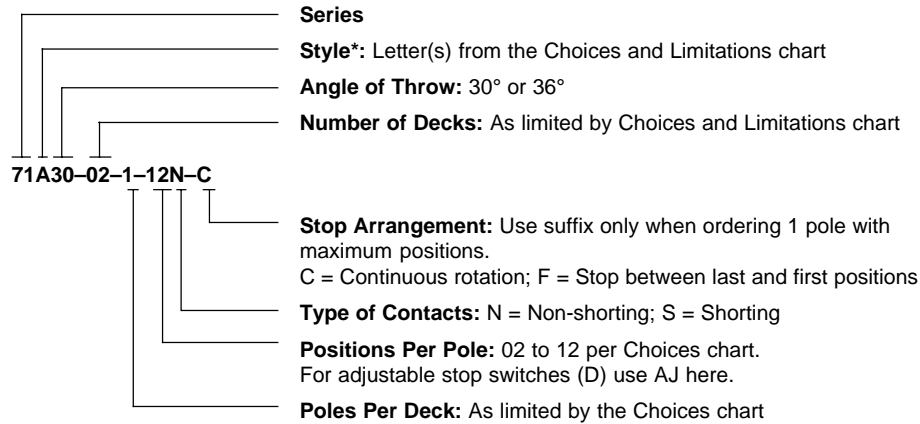 Series
Style*: Letter(s) from the Choices and Limitations chart
Angle of Throw: 30° or 36°
Number of Decks: As limited by Choices and Limitations chart
71A30–02–1–12N–C
Stop Arrangement: Use suffix only when ordering 1 pole with
maximum positions.
C = Continuous rotation; F = Stop between last and first positions
Type of Contacts: N = Non-shorting; S = Shorting
Positions Per Pole: 02 to 12 per Choices chart.
For adjustable stop switches (D) use AJ here.
Poles Per Deck: As limited by the Choices chart